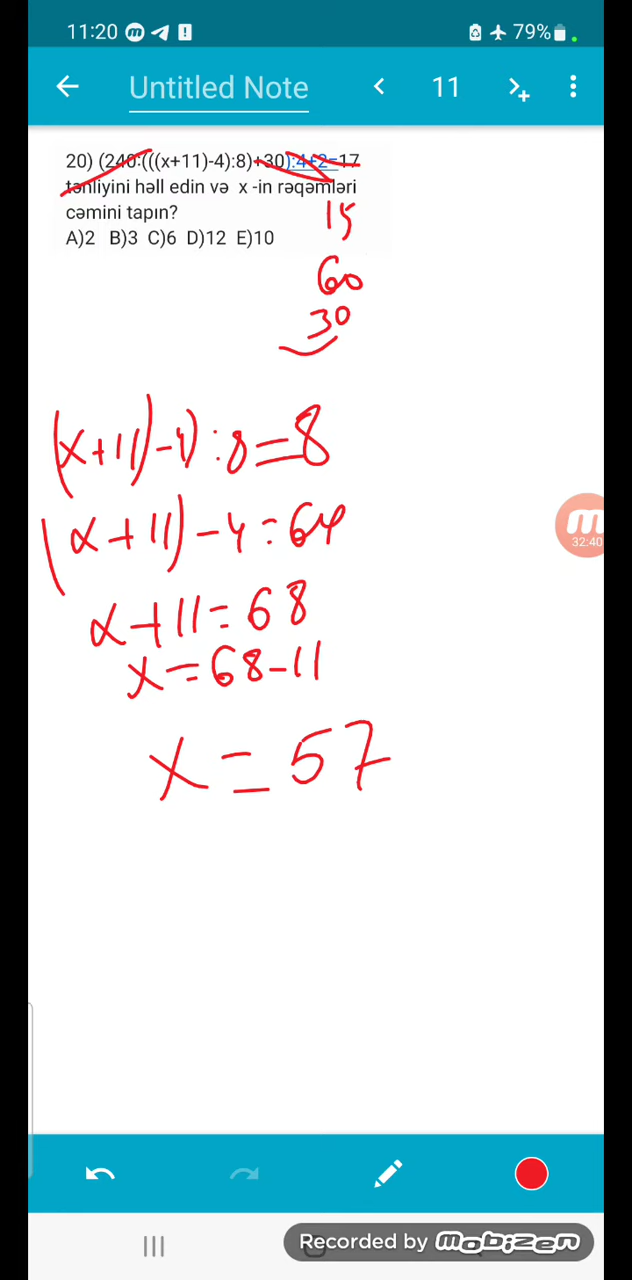 11:20 79%
Untitled Note < 11
20) (240:(((x+11)-4):8)+30):4+2=17
tənliyini həll edin və x -in rəqəmləri
cəmini tapın?
A)2 B)3 C)6 D)12 E)10
15
60
30
(x+11)-4):8=8
(x+11)-4=64
x+11=68
x=68-11
x=57
m
32:40
Recorded by mobizen